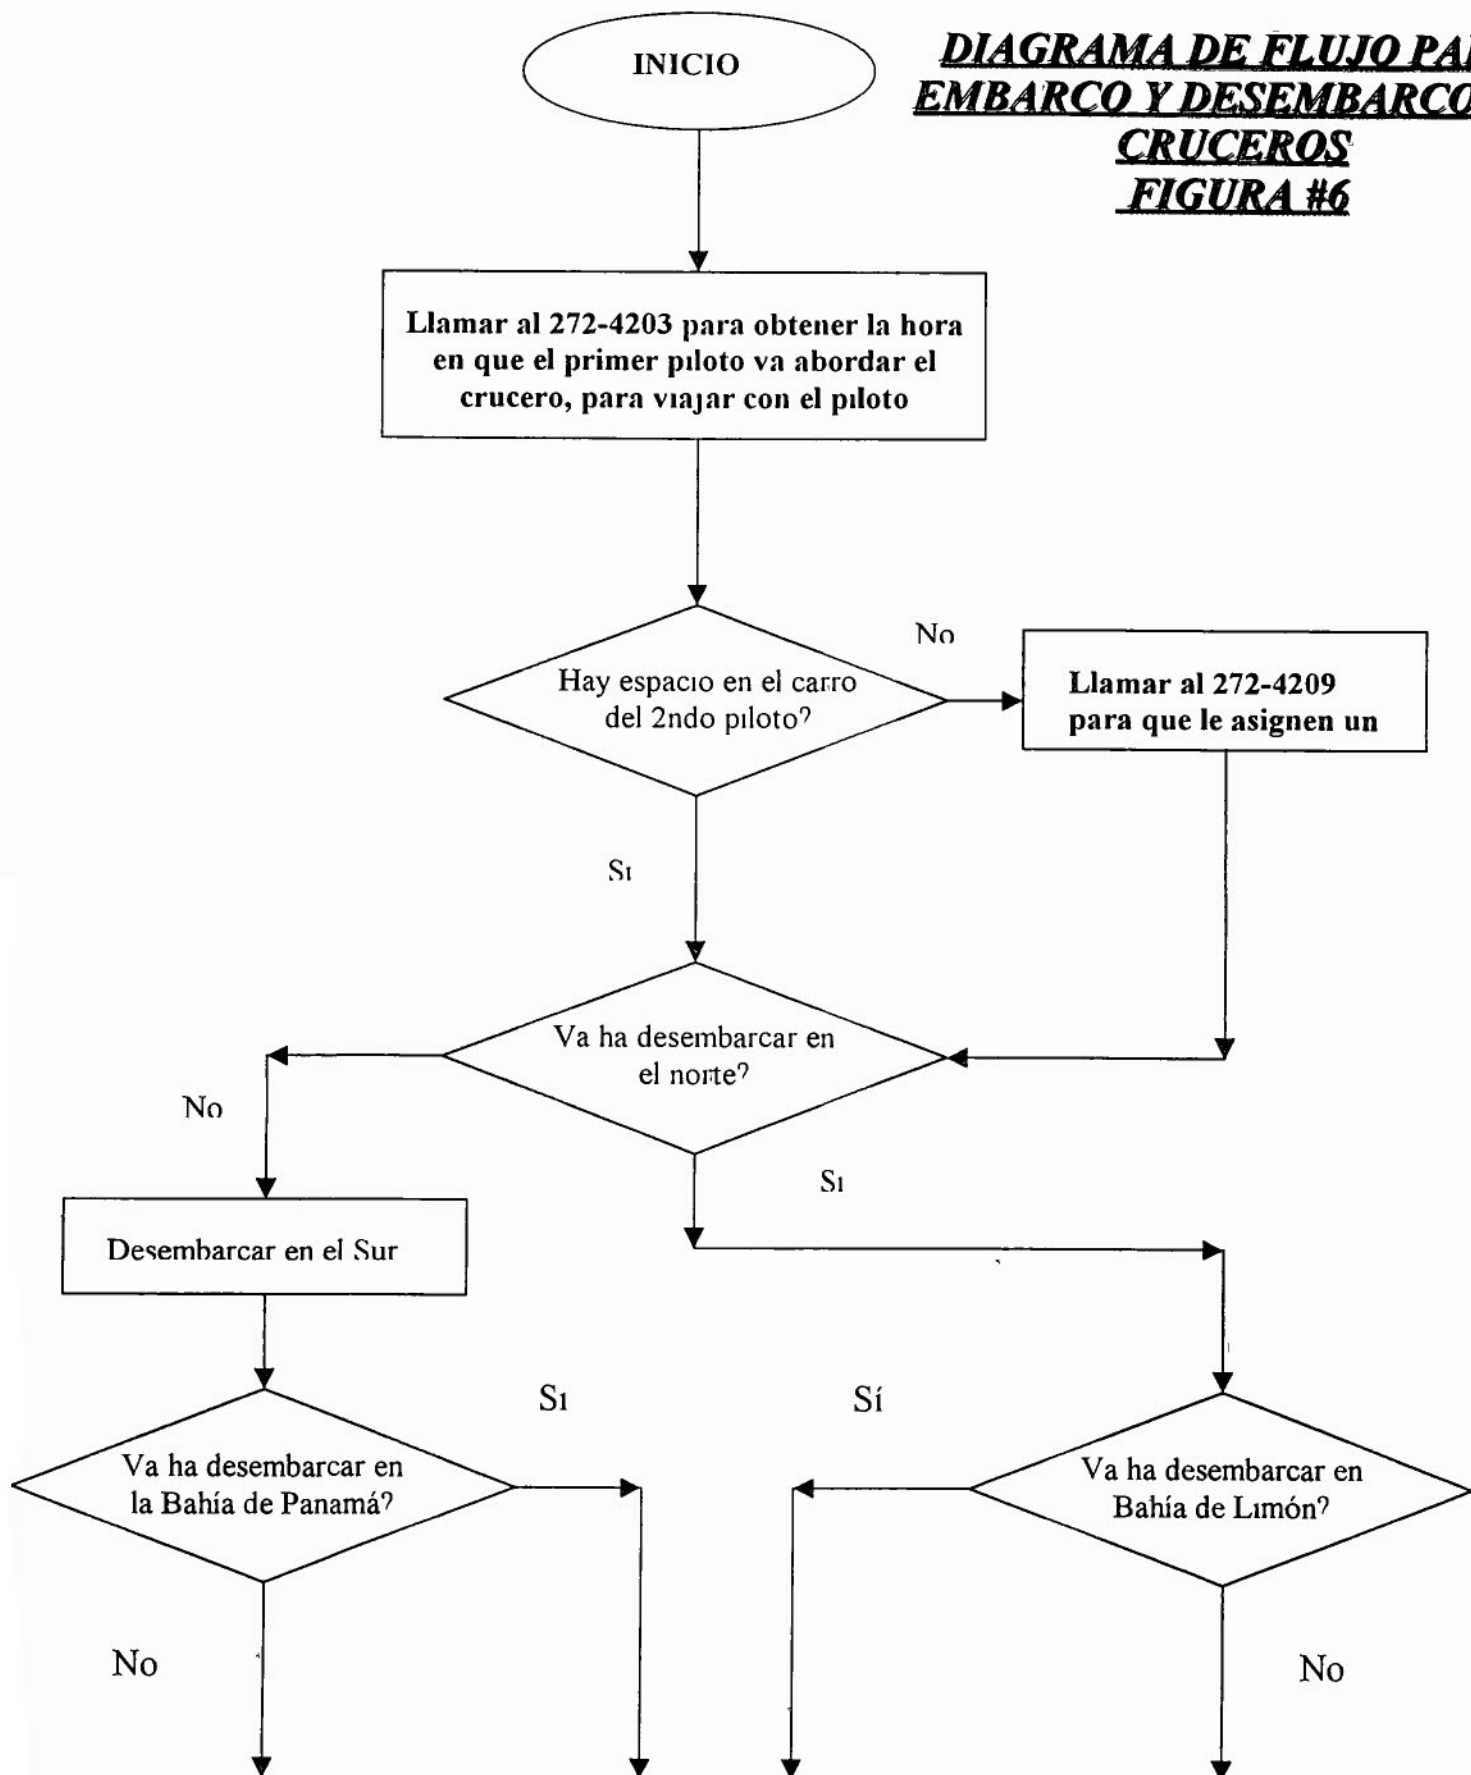 INICIO
DIAGRAMA DE FLUJO PA
EMBARCO Y DESEMBARCO
CRUCEROS
FIGURA #6
Llamar al 272-4203 para obtener la hora
en que el primer piloto va abordar el
crucero, para viajar con el piloto
Hay espacio en el carro
del 2ndo piloto?
No
Llamar al 272-4209
para que le asignen un
Si
Va ha desembarcar en
el norte?
No
Si
Desembarcar en el Sur
Si
Sí
Va ha desembarcar en
la Bahía de Panamá?
Va ha desembarcar en
Bahía de Limón?
No
No